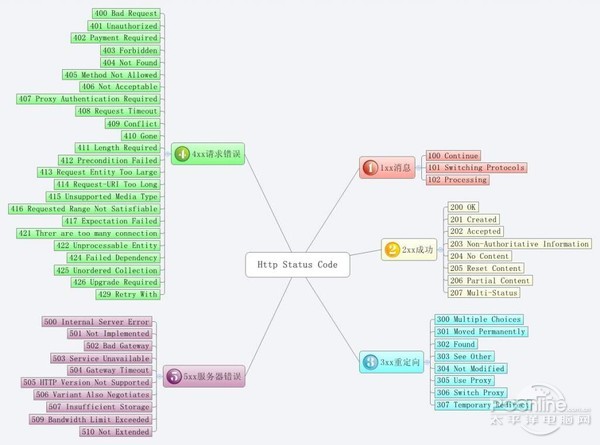 Http Status Code
1xx消息
100 Continue
101 Switching Protocols
102 Processing
2xx成功
200 OK
201 Created
202 Accepted
203 Non-Authoritative Information
204 No Content
205 Reset Content
206 Partial Content
207 Multi-Status
3xx重定向
300 Multiple Choices
301 Moved Permanently
302 Found
303 See Other
304 Not Modified
305 Use Proxy
306 Switch Proxy
307 Temporary Redirect
4xx请求错误
400 Bad Request
401 Unauthorized
402 Payment Required
403 Forbidden
404 Not Found
405 Method Not Allowed
406 Not Acceptable
407 Proxy Authentication Required
408 Request Timeout
409 Conflict
410 Gone
411 Length Required
412 Precondition Failed
413 Request Entity Too Large
414 Request-URI Too Long
415 Unsupported Media Type
416 Requested Range Not Satisfiable
417 Expectation Failed
421 Threr are too many connection
422 Unprocessable Entity
424 Failed Dependency
425 Unordered Collection
426 Upgrade Required
429 Retry With
5xx服务器错误
500 Internal Server Error
501 Not Implemented
502 Bad Gateway
503 Service Unavailable
504 Gateway Timeout
505 HTTP Version Not Supported
506 Variant Also Negotiates
507 Insufficient Storage
509 Bandwidth Limit Exceeded
510 Not Extended
PConline
太平洋电脑网